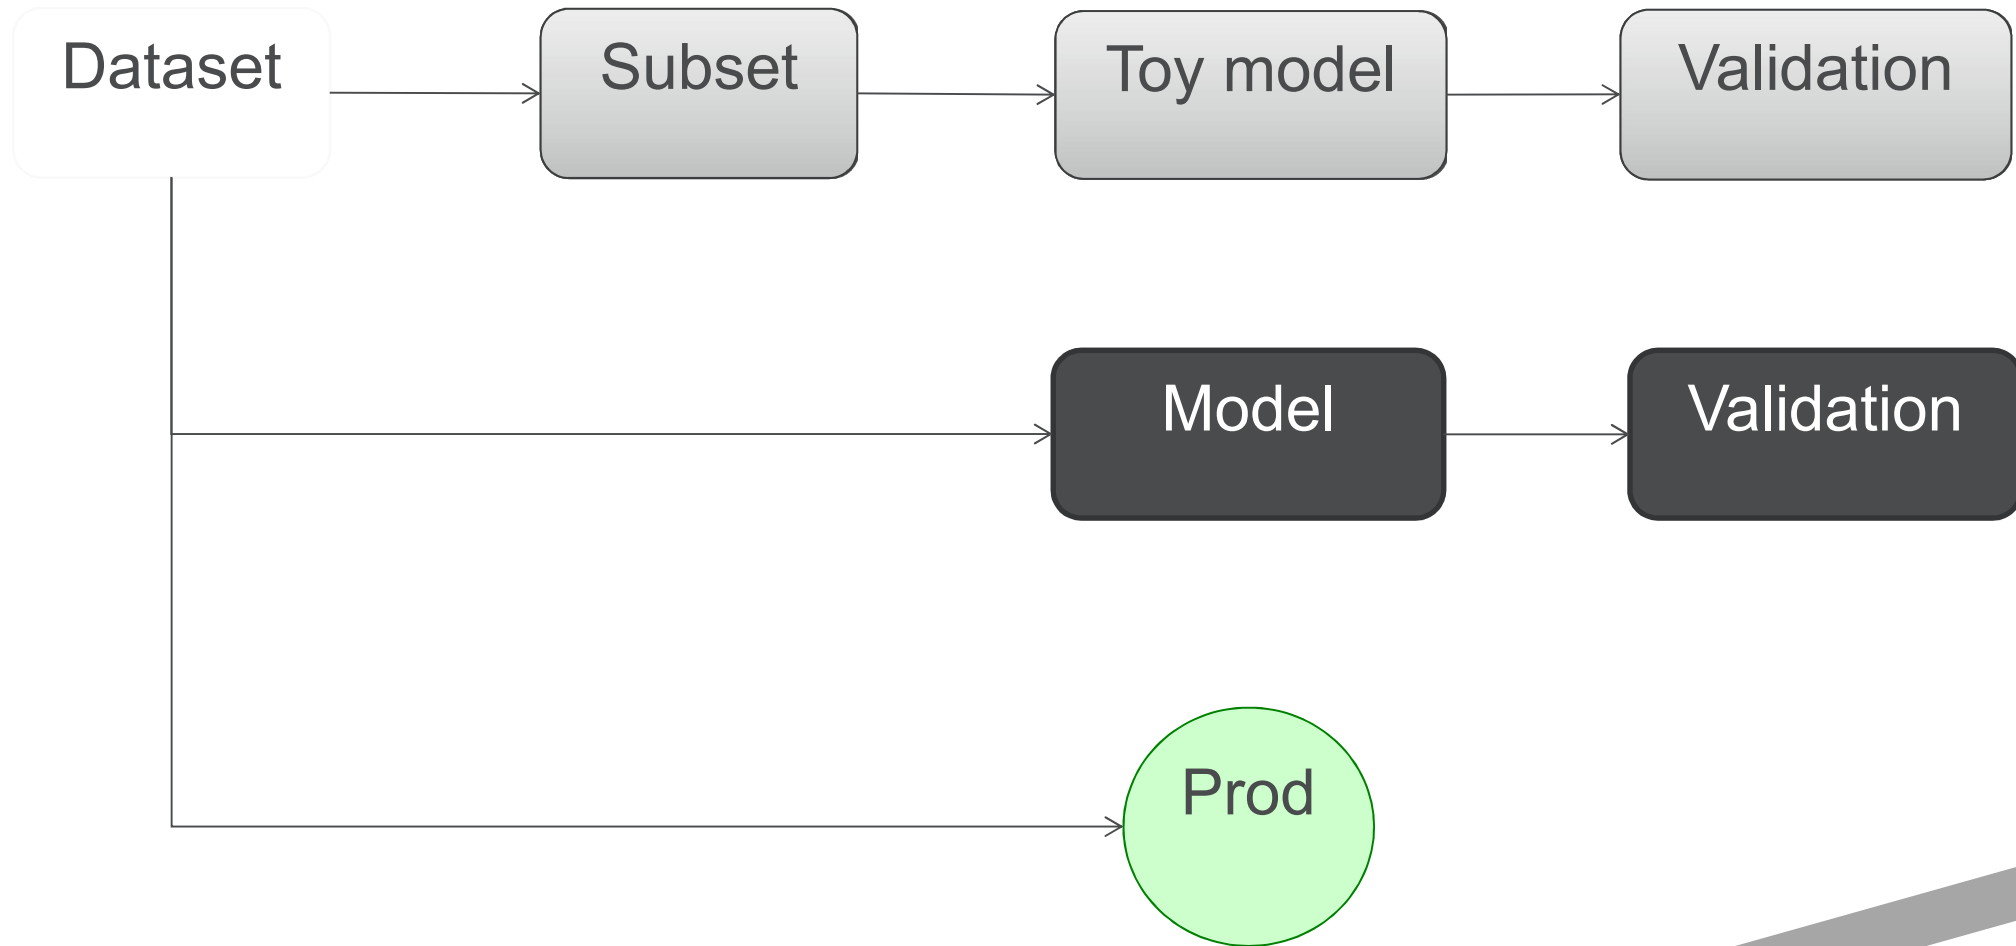 Dataset
Subset
Toy model
Validation
Model
Validation
Prod